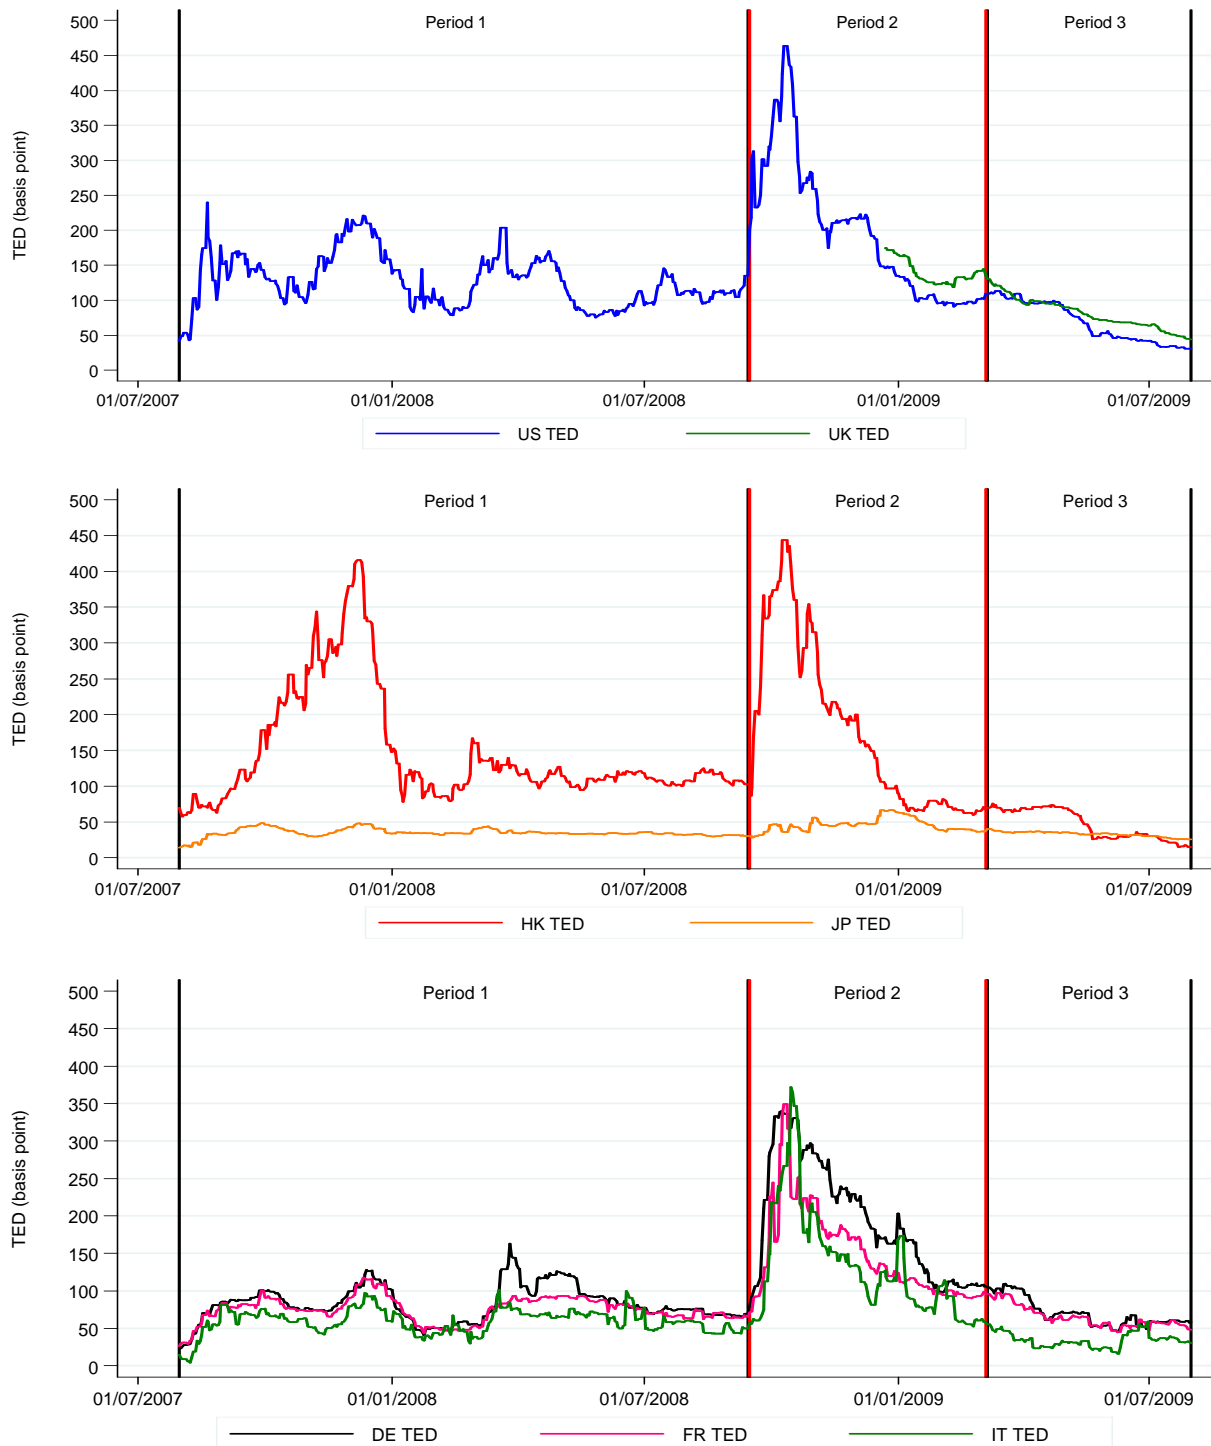 Period 1 Period 2 Period 3
500
450
400
350
300
250
200
150
100
50
0
TED (basis point)
01/07/2007 01/01/2008 01/07/2008 01/01/2009 01/07/2009
US TED UK TED
Period 1 Period 2 Period 3
500
450
400
350
300
250
200
150
100
50
0
TED (basis point)
01/07/2007 01/01/2008 01/07/2008 01/01/2009 01/07/2009
HK TED JP TED
Period 1 Period 2 Period 3
500
450
400
350
300
250
200
150
100
50
0
TED (basis point)
01/07/2007 01/01/2008 01/07/2008 01/01/2009 01/07/2009
DE TED FR TED IT TED